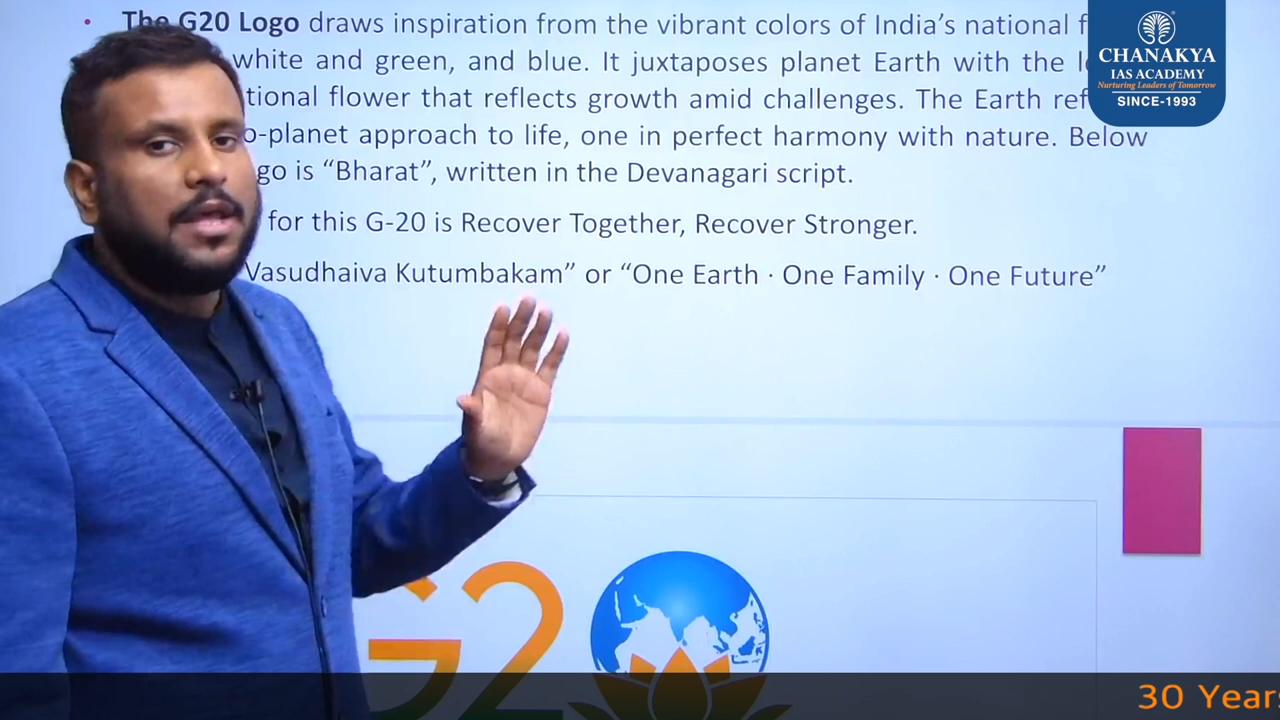 • The G20 Logo draws inspiration from the vibrant colors of India's national
white and green, and blue. It juxtaposes planet Earth with the
tional flower that reflects growth amid challenges. The Earth
o-planet approach to life, one in perfect harmony with nature. Below
go is “Bharat”, written in the Devanagari script.
for this G-20 is Recover Together, Recover Stronger.
Vasudhaiva Kutumbakam” or “One Earth · One Family · One Future”
CHANAKYA
IAS ACADEMY
Nurturing Leaders of Tomorrow
SINCE-1993
G2
30 Years